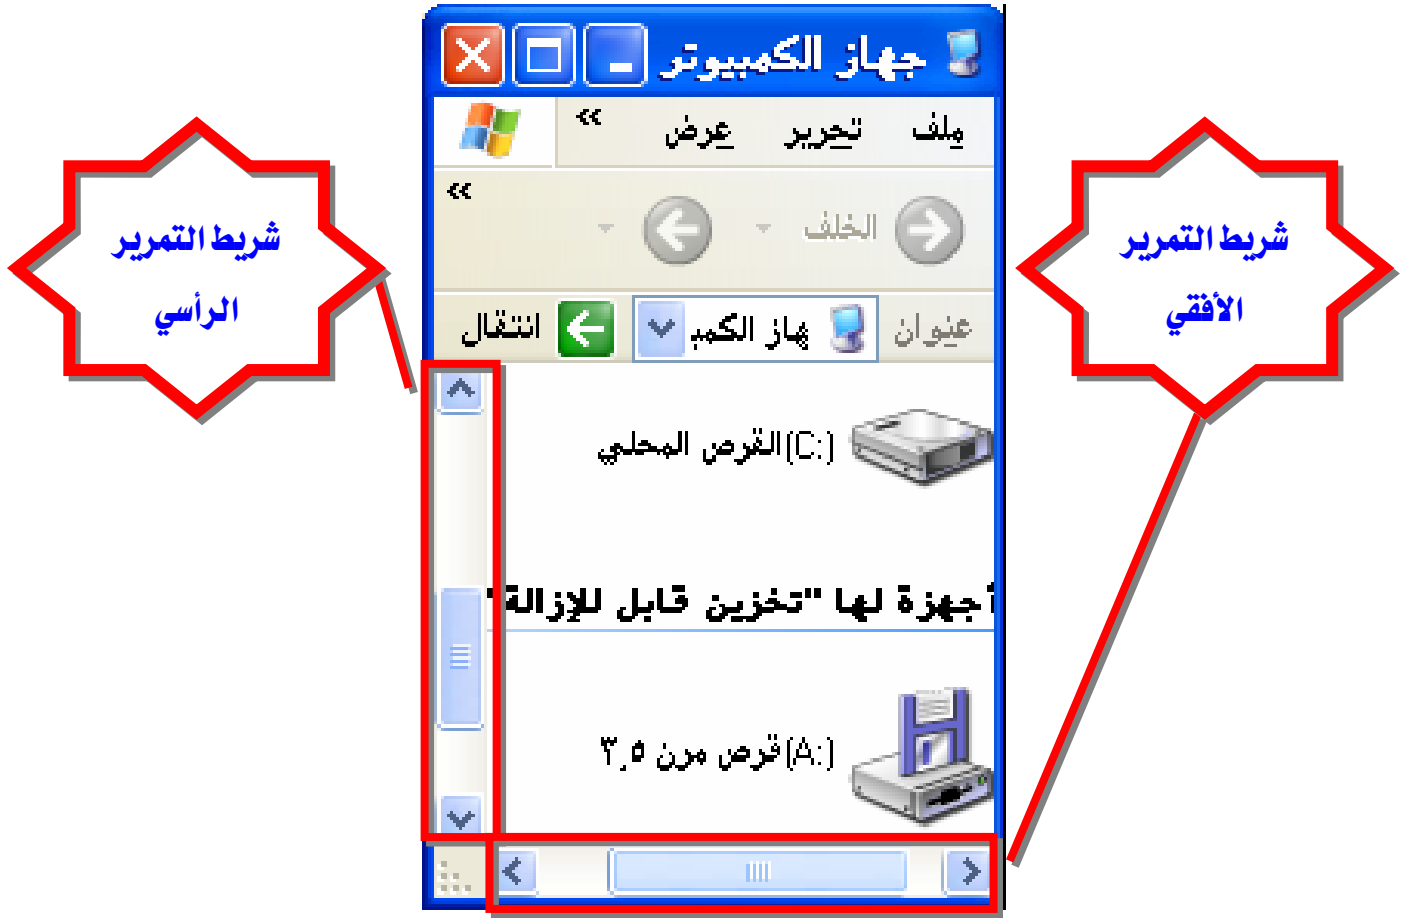 جهاز الكمبيوتر
ملف تحرير عرض »
الخلف »
عنوان هاز الكمب انتقال
القرص المحلي(C:)
أجهزة لها "تخزين قابل للإزالة"
قرص مرن ٣,٥(A:)
شريط التمرير
الأفقي
شريط التمرير
الرأسي